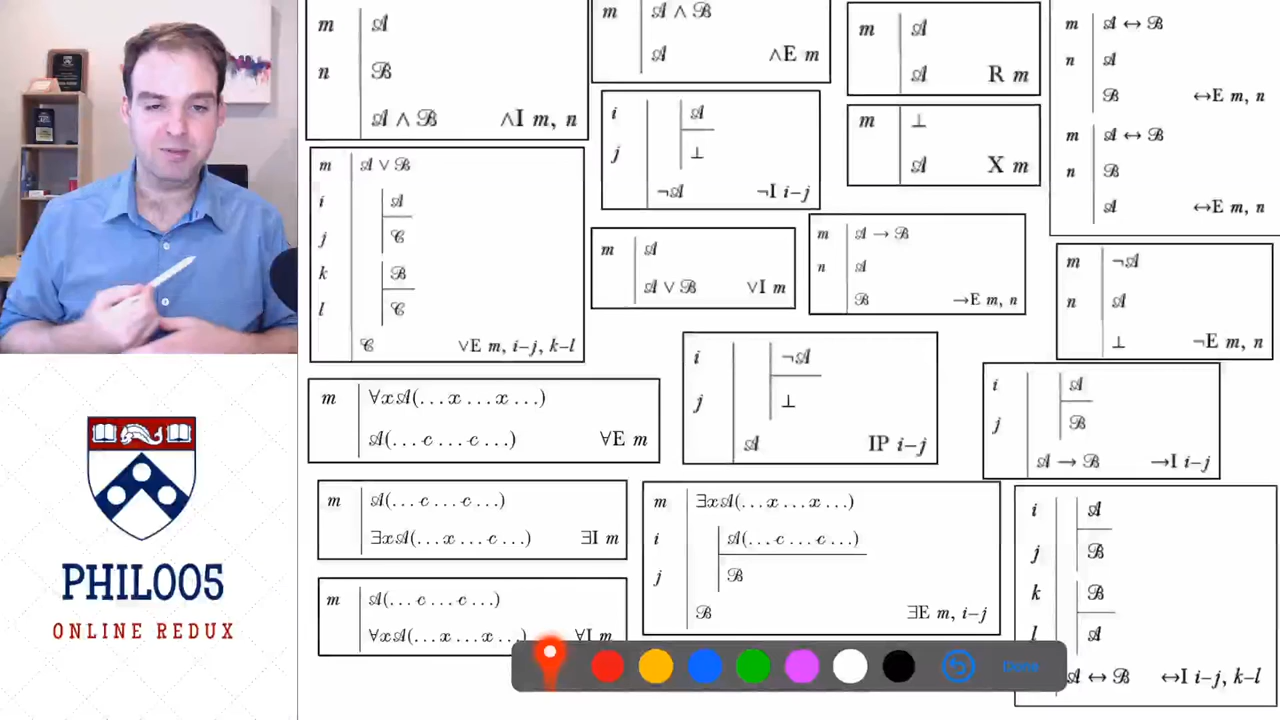 m 𝒜
n ℬ
𝒜 ∧ ℬ ∧I m, n
m 𝒜 ∧ ℬ
𝒜 ∧E m
m 𝒜
𝒜 R m
m 𝒜 ↔ ℬ
n 𝒜
ℬ ↔E m, n
m 𝒜 ↔ ℬ
n ℬ
𝒜 ↔E m, n
i 𝒜
j ⊥
¬𝒜 ¬I i–j
m ⊥
𝒜 X m
m 𝒜 ∨ ℬ
i 𝒜
j 𝒞
k ℬ
l 𝒞
𝒞 ∨E m, i–j, k–l
m 𝒜
𝒜 ∨ ℬ ∨I m
m 𝒜 → ℬ
n 𝒜
ℬ →E m, n
m ¬𝒜
n 𝒜
⊥ ¬E m, n
i ¬𝒜
j ⊥
𝒜 IP i–j
i 𝒜
j ℬ
𝒜 → ℬ →I i–j
m ∀x𝒜(. . . x . . . x . . .)
𝒜(. . . c . . . c . . .) ∀E m
m 𝒜(. . . c . . . c . . .)
∃x𝒜(. . . x . . . c . . .) ∃I m
m ∃x𝒜(. . . x . . . x . . .)
i 𝒜(. . . c . . . c . . .)
j ℬ
ℬ ∃E m, i–j
i 𝒜
j ℬ
k ℬ
l 𝒜
𝒜 ↔ ℬ ↔I i–j, k–l
m 𝒜(. . . c . . . c . . .)
∀x𝒜(. . . x . . . x . . .) ∀I m
PHIL005
ONLINE REDUX
Done